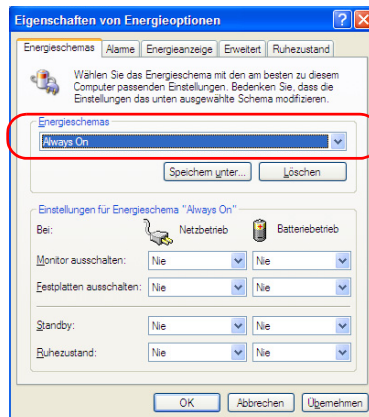 Eigenschaften von Energieoptionen
Energieschemas Alarme Energieanzeige Erweitert Ruhezustand
Wählen Sie das Energieschema mit den am besten zu diesem
Computer passenden Einstellungen. Bedenken Sie, dass die
Einstellungen das unten ausgewählte Schema modifizieren.
Energieschemas
Always On
Speichern unter... Löschen
Einstellungen für Energieschema "Always On"
Bei: Netzbetrieb Batteriebetrieb
Monitor ausschalten: Nie Nie
Festplatten ausschalten: Nie Nie
Standby: Nie Nie
Ruhezustand: Nie Nie
OK Abbrechen Übernehmen